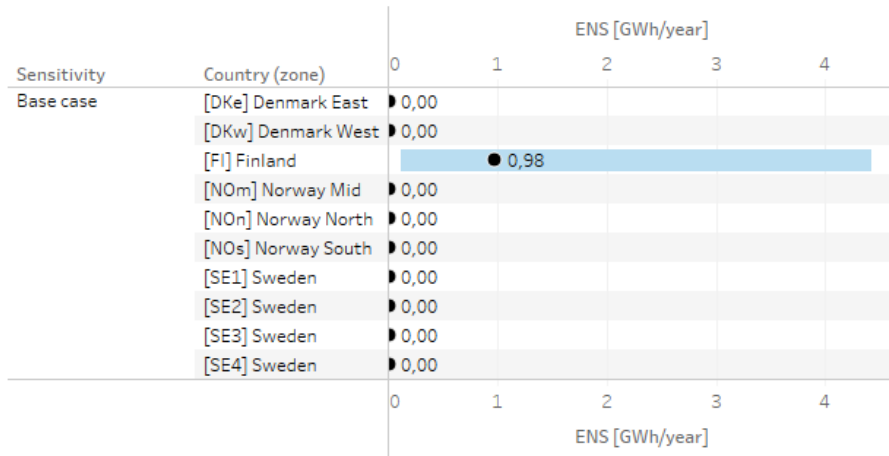 ENS [GWh/year]
0 1 2 3 4
Sensitivity Country (zone)
Base case [DKe] Denmark East 0,00
[DKw] Denmark West 0,00
[FI] Finland 0,98
[NOm] Norway Mid 0,00
[NOn] Norway North 0,00
[NOs] Norway South 0,00
[SE1] Sweden 0,00
[SE2] Sweden 0,00
[SE3] Sweden 0,00
[SE4] Sweden 0,00
0 1 2 3 4
ENS [GWh/year]